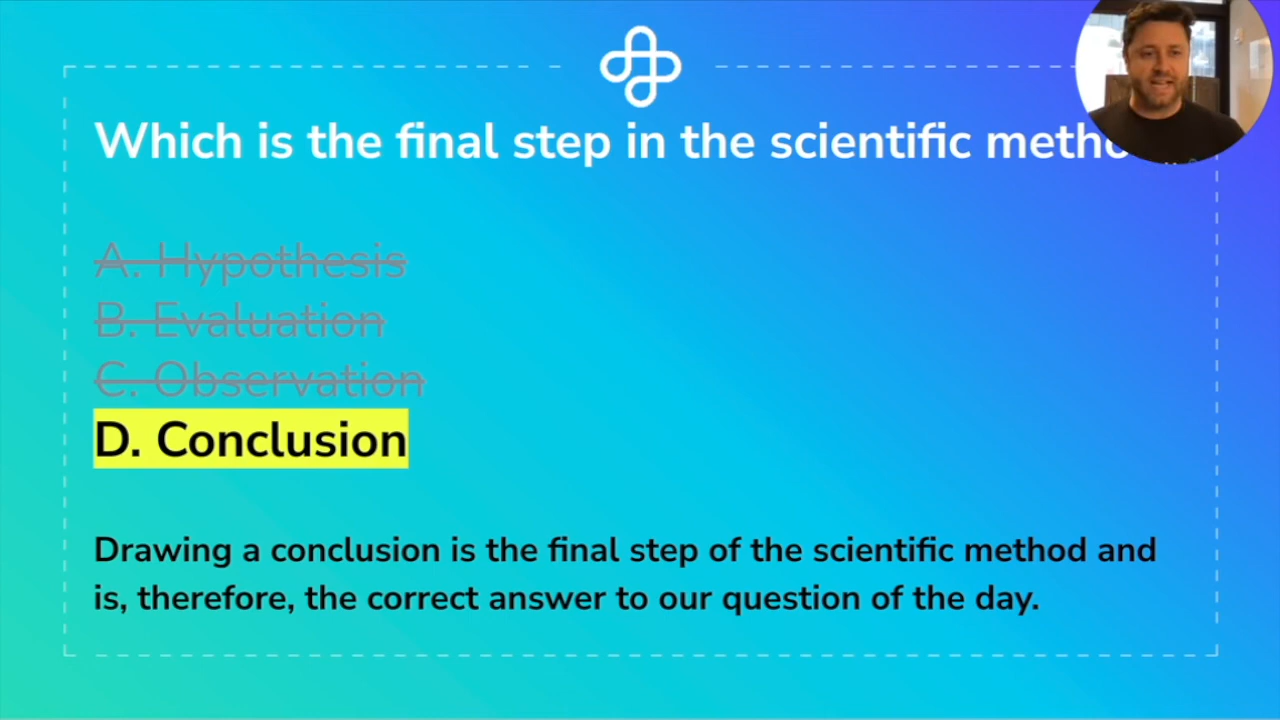 Which is the final step in the scientific
A. Hypothesis
B. Evaluation
C. Observation
D. Conclusion
Drawing a conclusion is the final step of the scientific method and
is, therefore, the correct answer to our question of the day.